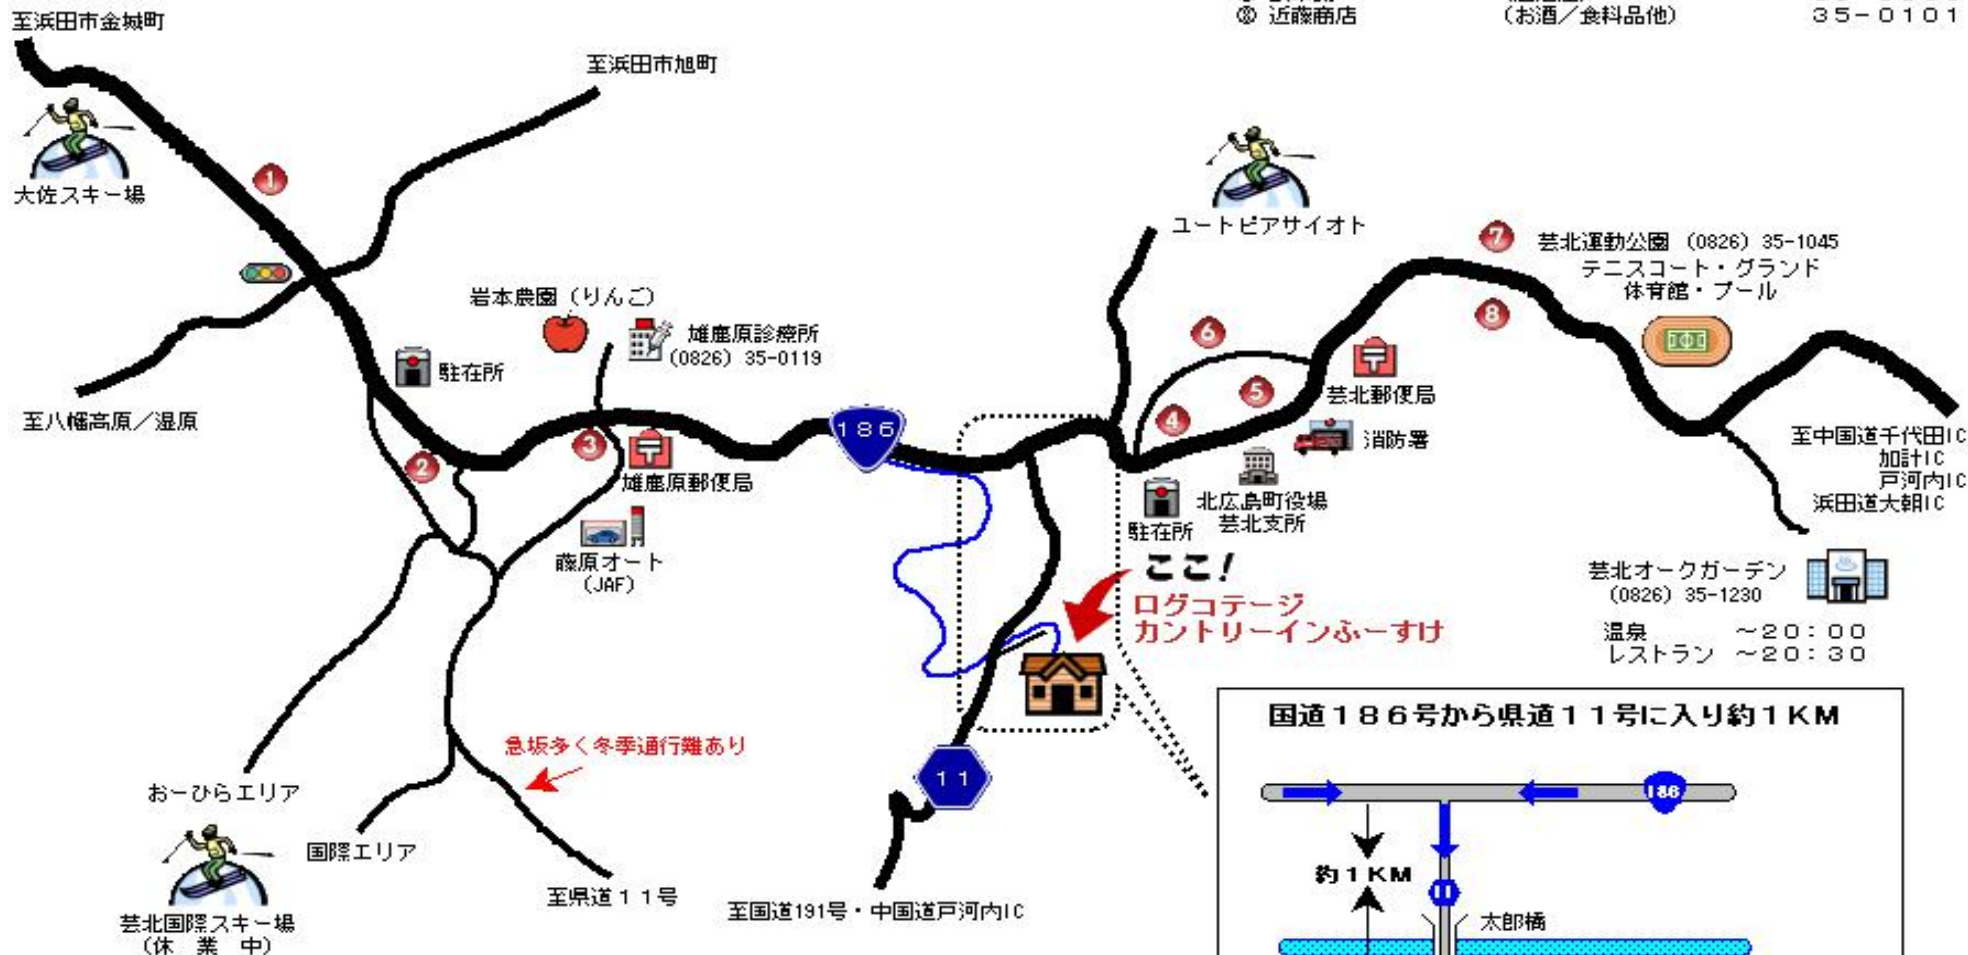 ⑧ 近藤商店 (お酒/食料品他) 35-0101
至浜田市金城町
至浜田市旭町
大佐スキー場
①
ユートピアサイオト
⑦
芸北運動公園 (0826) 35-1045
テニスコート・グランド
体育館・プール
⑧
岩本農園 (りんご)
雄鹿原診療所
(0826) 35-0119
⑥
駐在所
⑤
芸北郵便局
至八幡高原/湿原
186
④
③
消防署
②
雄鹿原郵便局
至中国道千代田IC
加計IC
戸河内IC
浜田道大朝IC
北広島町役場
芸北支所
駐在所
藤原オート
(JAF)
ここ!
ログコテージ
カントリーインふーすけ
芸北オークガーデン
(0826) 35-1230
温泉 ~20:00
レストラン ~20:30
国道186号から県道11号に入り約1KM
急坂多く冬季通行難あり
11
おーひらエリア
186
国際エリア
約1KM
11
至県道11号
至国道191号・中国道戸河内IC
太郎橋
芸北国際スキー場
(休 業 中)